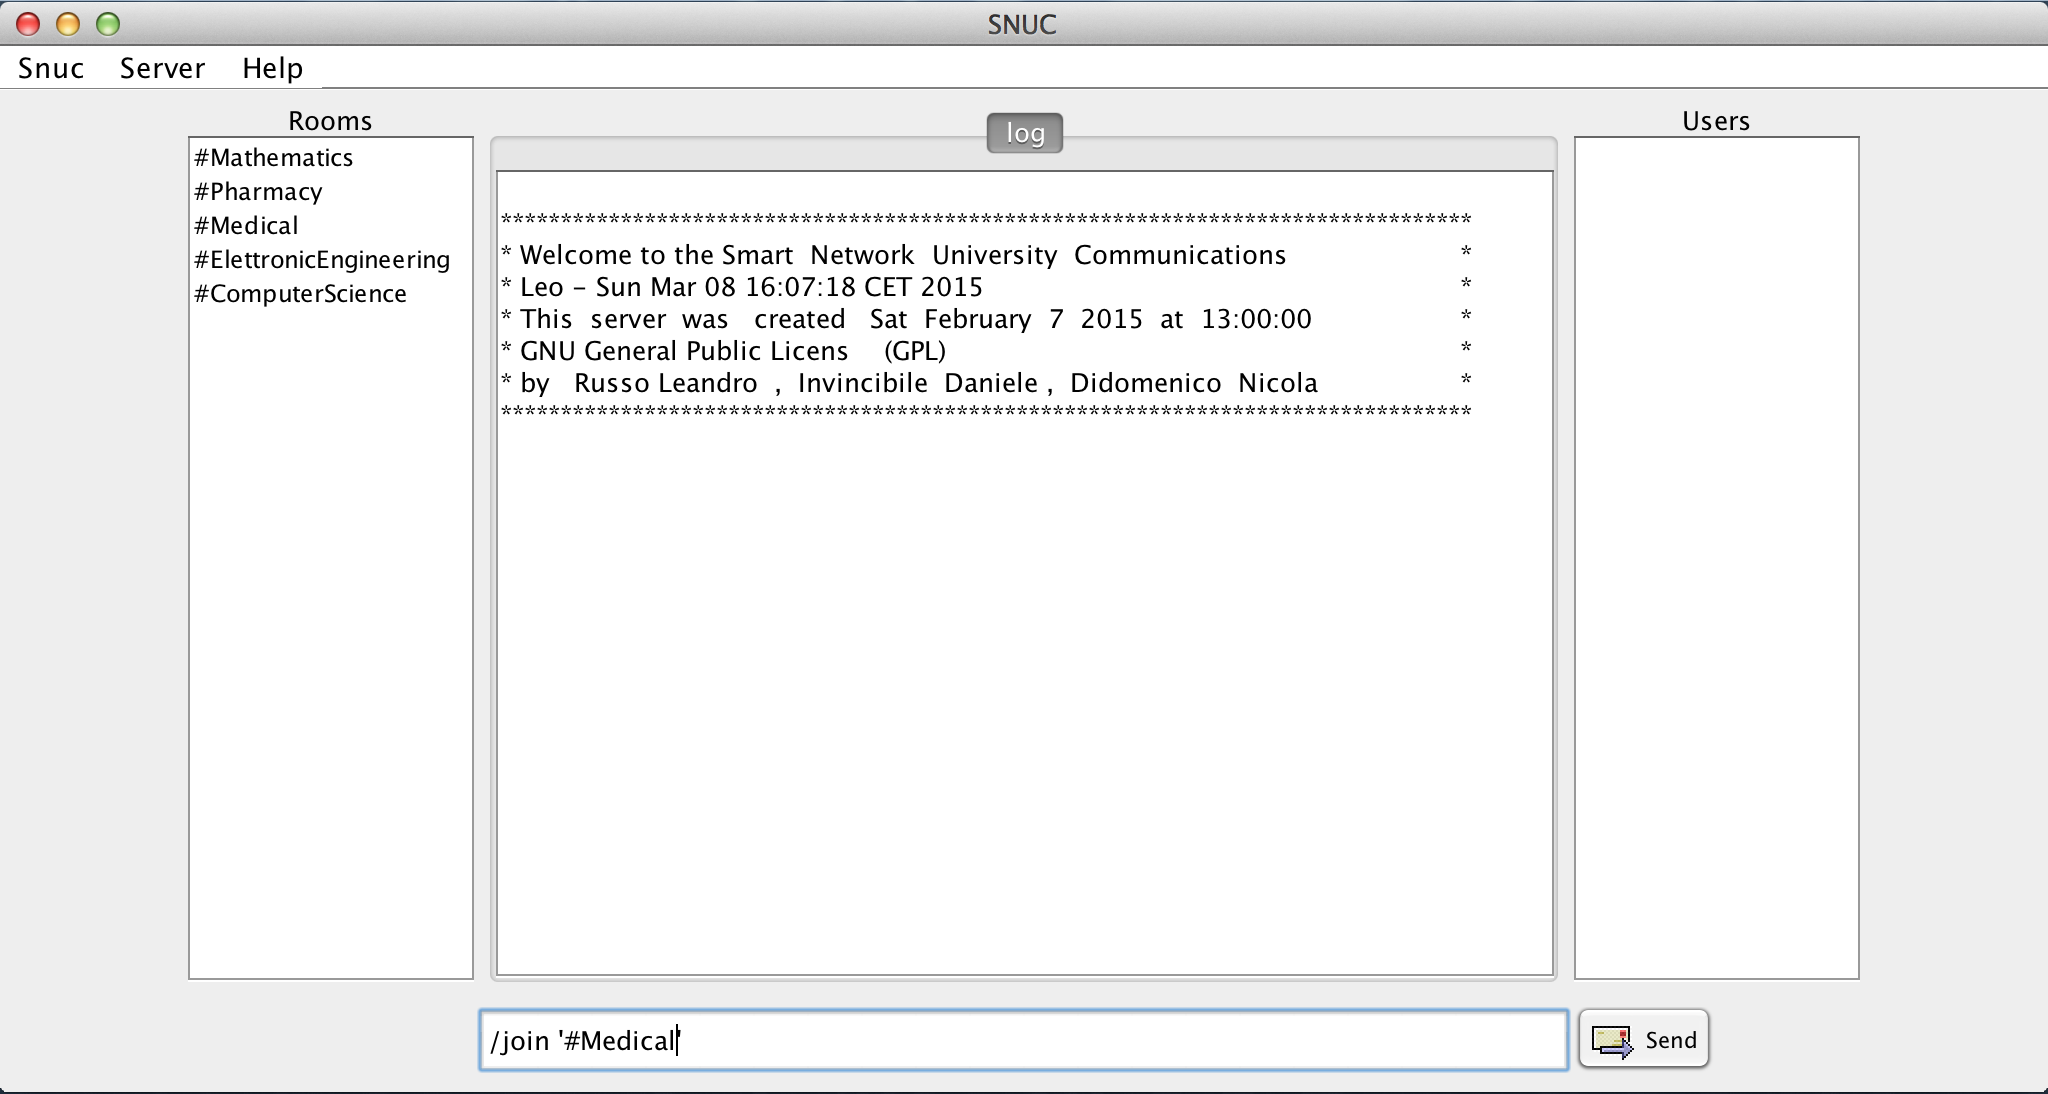 SNUC
Snuc Server Help
Rooms
#Mathematics
#Pharmacy
#Medical
#ElettronicEngineering
#ComputerScience
log
*********************************************************************************
* Welcome to the Smart  Network  University  Communications *
* Leo - Sun Mar 08 16:07:18 CET 2015 *
* This  server  was  created  Sat  February  7  2015  at  13:00:00 *
* GNU General Public Licens  (GPL) *
* by  Russo Leandro , Invincibile  Daniele , Didomenico  Nicola *
*********************************************************************************
Users
/join '#Medical'
Send